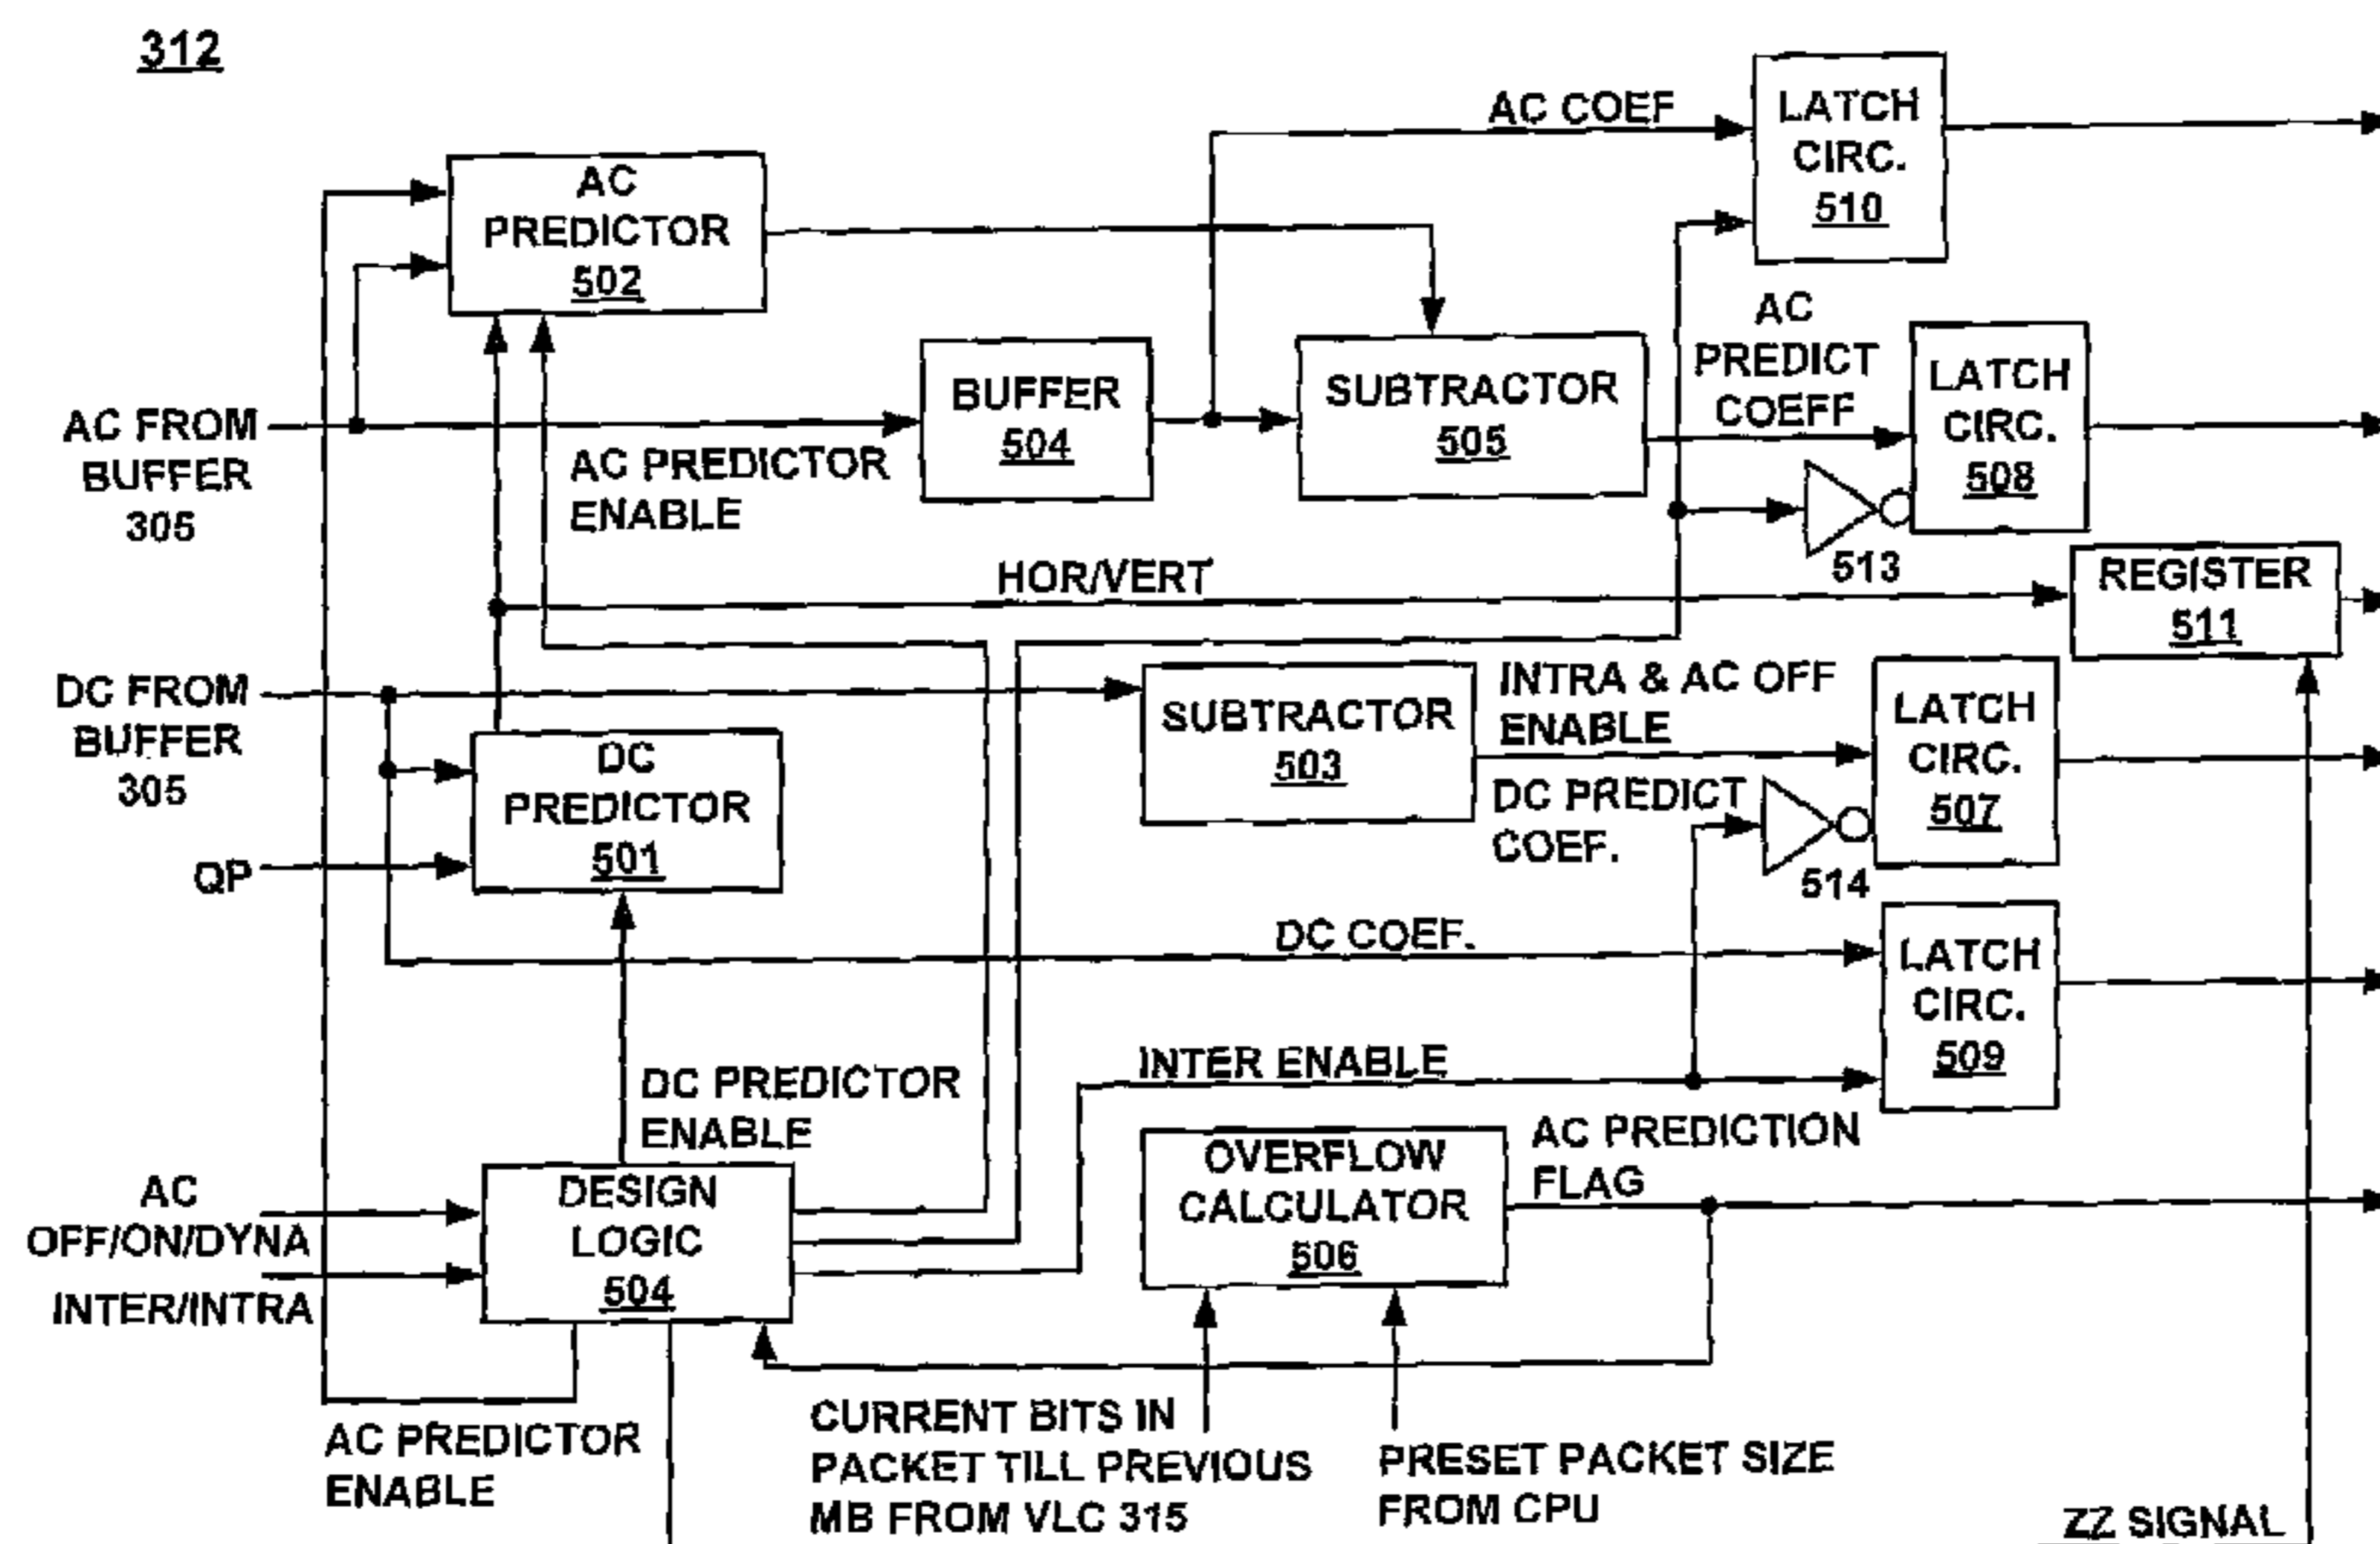 312
AC COEF
LATCH
CIRC.
510
AC
PREDICTOR
502
AC
PREDICT
COEFF
LATCH
CIRC.
508
BUFFER
504
SUBTRACTOR
505
AC FROM
BUFFER
305
AC PREDICTOR
ENABLE
513
HOR/VERT
REGISTER
511
DC FROM
BUFFER
305
SUBTRACTOR
503
INTRA & AC OFF
ENABLE
LATCH
CIRC.
507
DC
PREDICTOR
501
DC PREDICT
COEF.
QP
514
DC COEF.
LATCH
CIRC.
509
DC PREDICTOR
ENABLE
INTER ENABLE
AC PREDICTION
FLAG
OVERFLOW
CALCULATOR
506
AC
OFF/ON/DYNA
INTER/INTRA
DESIGN
LOGIC
504
AC PREDICTOR
ENABLE
CURRENT BITS IN
PACKET TILL PREVIOUS
MB FROM VLC 315
PRESET PACKET SIZE
FROM CPU
ZZ SIGNAL